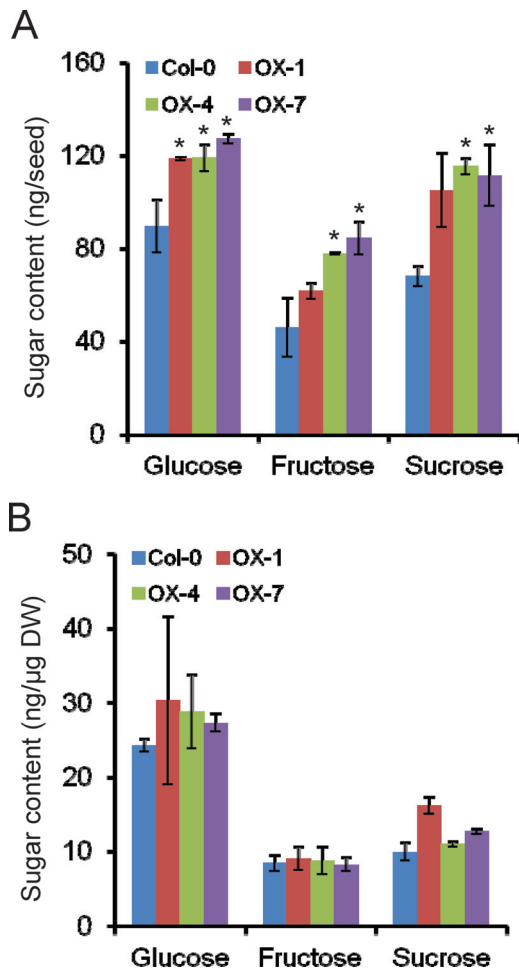 A
Sugar content (ng/seed)
160
120
80
40
0
Col-0 OX-1
OX-4 OX-7
* * *
* *
* *
Glucose Fructose Sucrose
B
Sugar content (ng/µg DW)
50
40
30
20
10
0
Col-0 OX-1
OX-4 OX-7
Glucose Fructose Sucrose